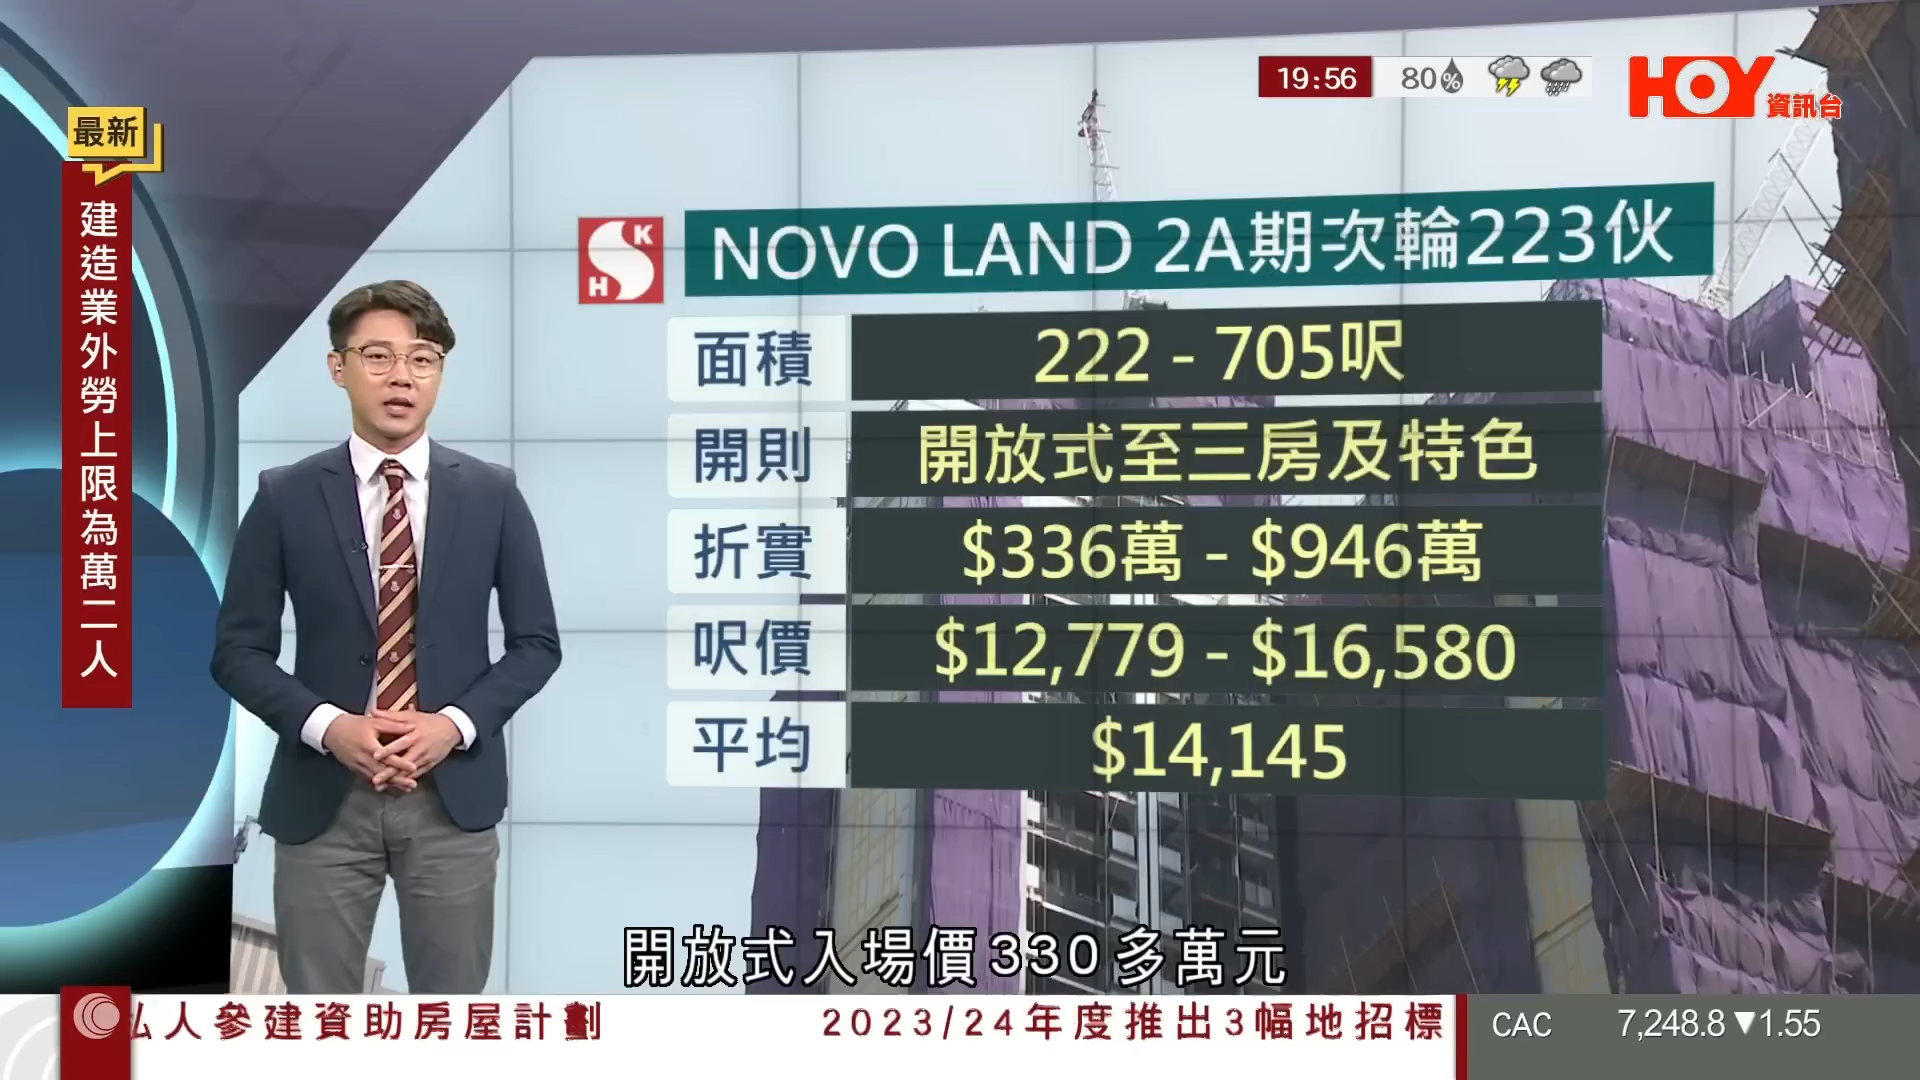 19:56
80%
HOY
資訊台
最新
建造業外勞上限為萬二人
SHK
NOVO LAND 2A期次輪223伙
面積 222 - 705呎
開則 開放式至三房及特色
折實 $336萬 - $946萬
呎價 $12,779 - $16,580
平均 $14,145
開放式入場價330多萬元
私人參建資助房屋計劃 2023/24年度推出3幅地招標
CAC 7,248.8▼1.55